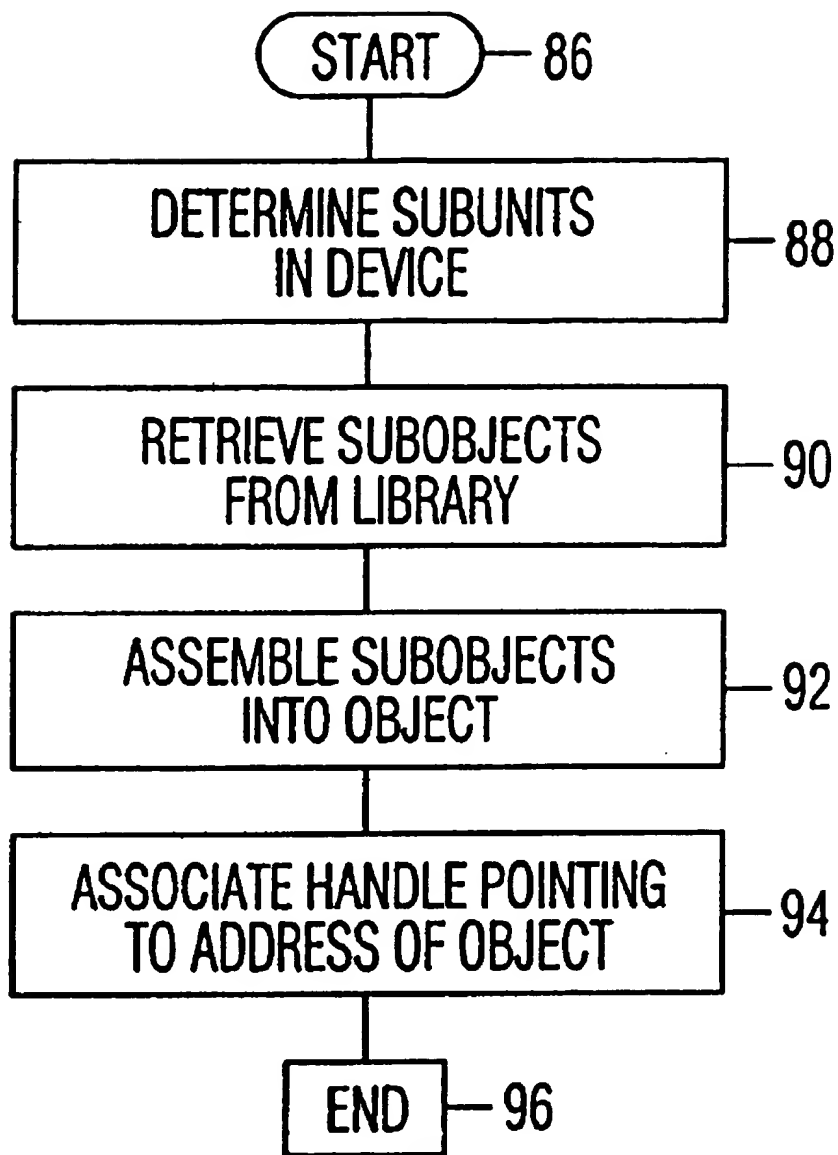 START 86
DETERMINE SUBUNITS
IN DEVICE
88
RETRIEVE SUBOBJECTS
FROM LIBRARY
90
ASSEMBLE SUBOBJECTS
INTO OBJECT
92
ASSOCIATE HANDLE POINTING
TO ADDRESS OF OBJECT
94
END 96